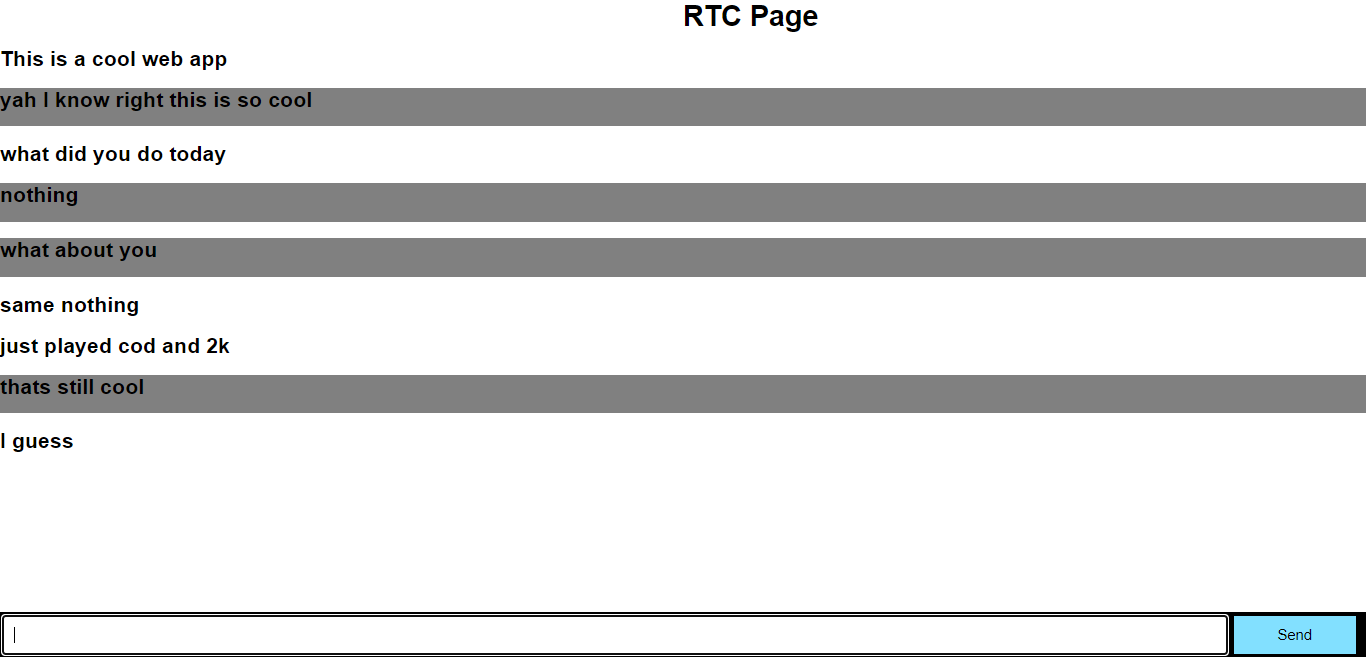 RTC Page
This is a cool web app
yah I know right this is so cool
what did you do today
nothing
what about you
same nothing
just played cod and 2k
thats still cool
I guess
Send